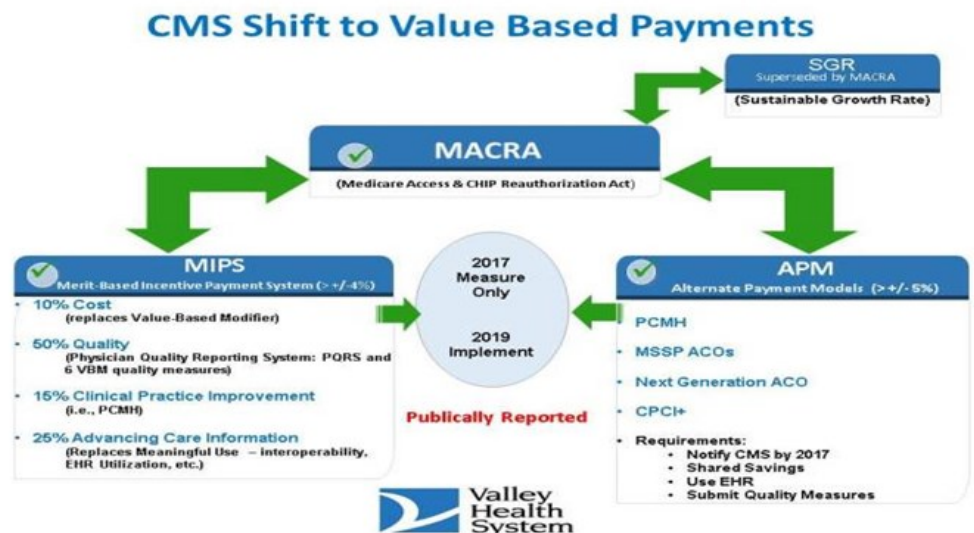 CMS Shift to Value Based Payments
SGR
Superseded by MACRA
(Sustainable Growth Rate)
MACRA
(Medicare Access & CHIP Reauthorization Act)
MIPS
Merit-Based Incentive Payment System (>+/-4%)
• 10% Cost
(replaces Value-Based Modifier)
• 50% Quality
(Physician Quality Reporting System: PQRS and
6 VBM quality measures)
• 15% Clinical Practice Improvement
(i.e., PCMH)
• 25% Advancing Care Information
(Replaces Meaningful Use – interoperability,
EHR Utilization, etc.)
2017
Measure
Only
2019
Implement
Publically Reported
APM
Alternate Payment Models (>+/-5%)
• PCMH
• MSSP ACOs
• Next Generation ACO
• CPCI+
• Requirements:
• Notify CMS by 2017
• Shared Savings
• Use EHR
• Submit Quality Measures
Valley
Health
System